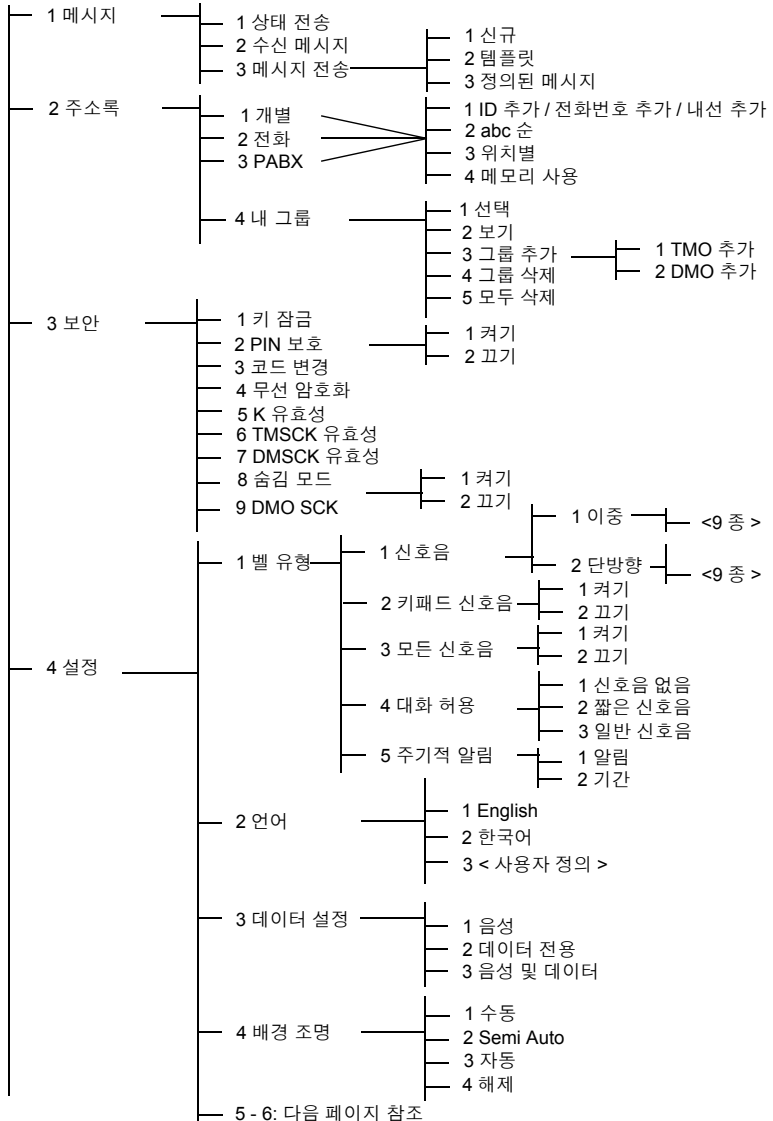 1 메시지
1 상태 전송
2 수신 메시지
3 메시지 전송
1 신규
2 템플릿
3 정의된 메시지
2 주소록
1 개별
2 전화
3 PABX
1 ID 추가 / 전화번호 추가 / 내선 추가
2 abc 순
3 위치별
4 메모리 사용
4 내 그룹
1 선택
2 보기
3 그룹 추가
4 그룹 삭제
5 모두 삭제
1 TMO 추가
2 DMO 추가
3 보안
1 키 잠금
2 PIN 보호
3 코드 변경
4 무선 암호화
5 K 유효성
6 TMSCK 유효성
7 DMSCK 유효성
8 숨김 모드
9 DMO SCK
1 켜기
2 끄기
1 켜기
2 끄기
4 설정
1 벨 유형
1 신호음
1 이중
<9 종 >
2 단방향
<9 종 >
2 키패드 신호음
1 켜기
2 끄기
3 모든 신호음
1 켜기
2 끄기
4 대화 허용
1 신호음 없음
2 짧은 신호음
3 일반 신호음
5 주기적 알림
1 알림
2 기간
2 언어
1 English
2 한국어
3 < 사용자 정의 >
3 데이터 설정
1 음성
2 데이터 전용
3 음성 및 데이터
4 배경 조명
1 수동
2 Semi Auto
3 자동
4 해제
5 - 6: 다음 페이지 참조